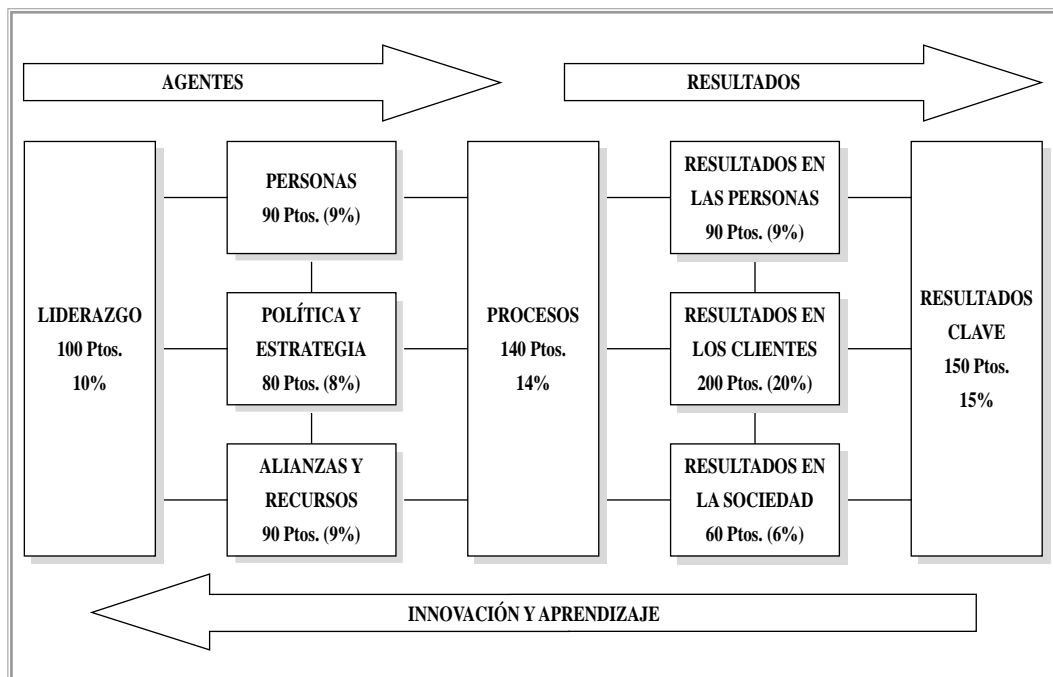 AGENTES
RESULTADOS
LIDERAZGO
100 Ptos.
10%
PERSONAS
90 Ptos. (9%)
POLÍTICA Y
ESTRATEGIA
80 Ptos. (8%)
ALIANZAS Y
RECURSOS
90 Ptos. (9%)
PROCESOS
140 Ptos.
14%
RESULTADOS EN
LAS PERSONAS
90 Ptos. (9%)
RESULTADOS EN
LOS CLIENTES
200 Ptos. (20%)
RESULTADOS EN
LA SOCIEDAD
60 Ptos. (6%)
RESULTADOS
CLAVE
150 Ptos.
15%
INNOVACIÓN Y APRENDIZAJE